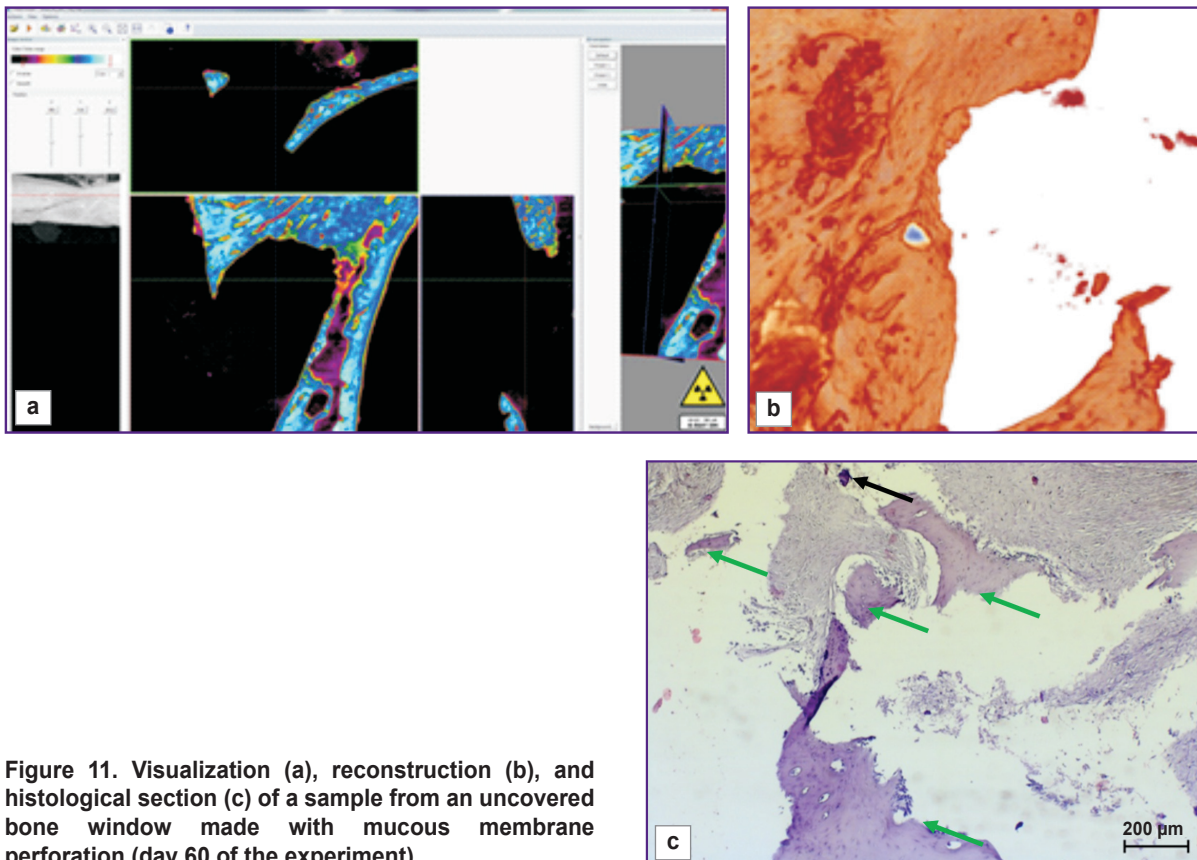 a
b
c
200 µm
Figure 11. Visualization (a), reconstruction (b), and
histological section (c) of a sample from an uncovered
bone window made with mucous membrane
perforation (day 60 of the experiment)